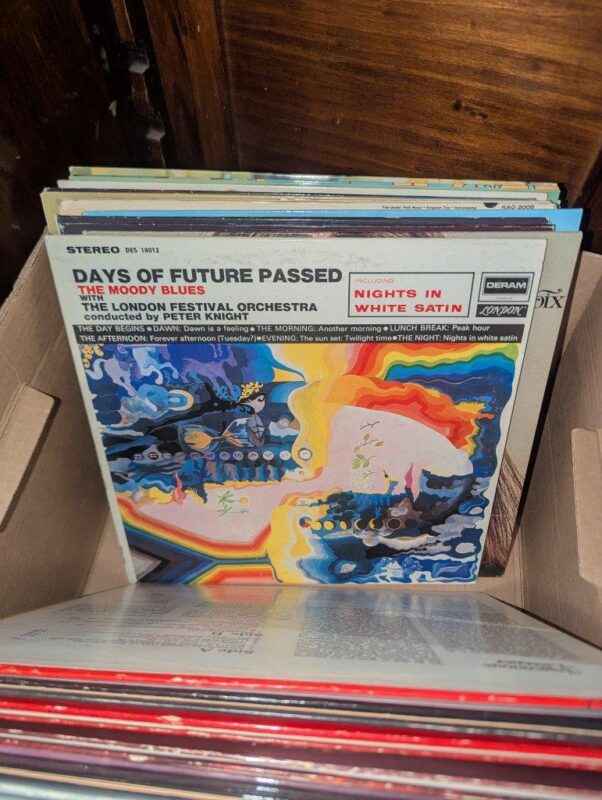 STEREO DES 18012
DAYS OF FUTURE PASSED
THE MOODY BLUES
WITH
THE LONDON FESTIVAL ORCHESTRA
conducted by PETER KNIGHT
INCLUDING
NIGHTS IN
WHITE SATIN
DERAM
LONDON
THE DAY BEGINS ● DAWN: Dawn is a feeling ● THE MORNING: Another morning ● LUNCH BREAK: Peak hour
THE AFTERNOON: Forever afternoon (Tuesday?) ● EVENING: The sun set: Twilight time ● THE NIGHT: Nights in white satin